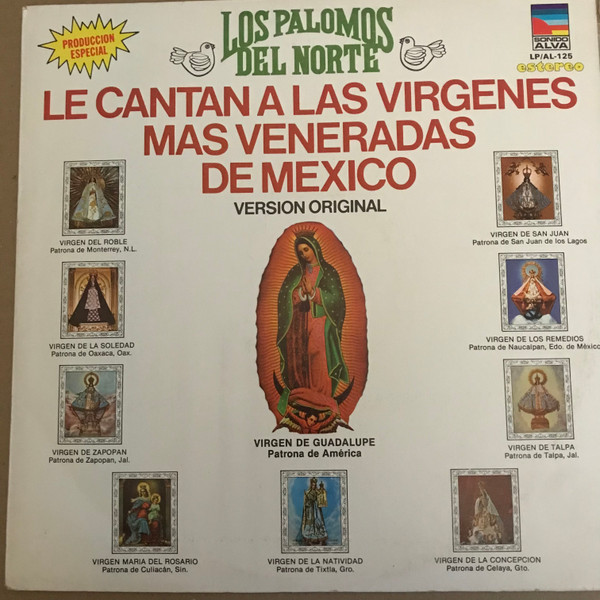 PRODUCCION
ESPECIAL
LOS PALOMOS
DEL NORTE
SONIDO
ALVA
LP/AL-125
estereo
LE CANTAN A LAS VIRGENES
MAS VENERADAS
DE MEXICO
VERSION ORIGINAL
VIRGEN DEL ROBLE
Patrona de Monterrey, N.L.
VIRGEN DE SAN JUAN
Patrona de San Juan de los Lagos
VIRGEN DE LA SOLEDAD
Patrona de Oaxaca, Oax.
VIRGEN DE LOS REMEDIOS
Patrona de Naucalpan, Edo. de México
VIRGEN DE ZAPOPAN
Patrona de Zapopan, Jal.
VIRGEN DE GUADALUPE
Patrona de América
VIRGEN DE TALPA
Patrona de Talpa, Jal.
VIRGEN MARIA DEL ROSARIO
Patrona de Culiacán, Sin.
VIRGEN DE LA NATIVIDAD
Patrona de Tixtla, Gro.
VIRGEN DE LA CONCEPCION
Patrona de Celaya, Gto.